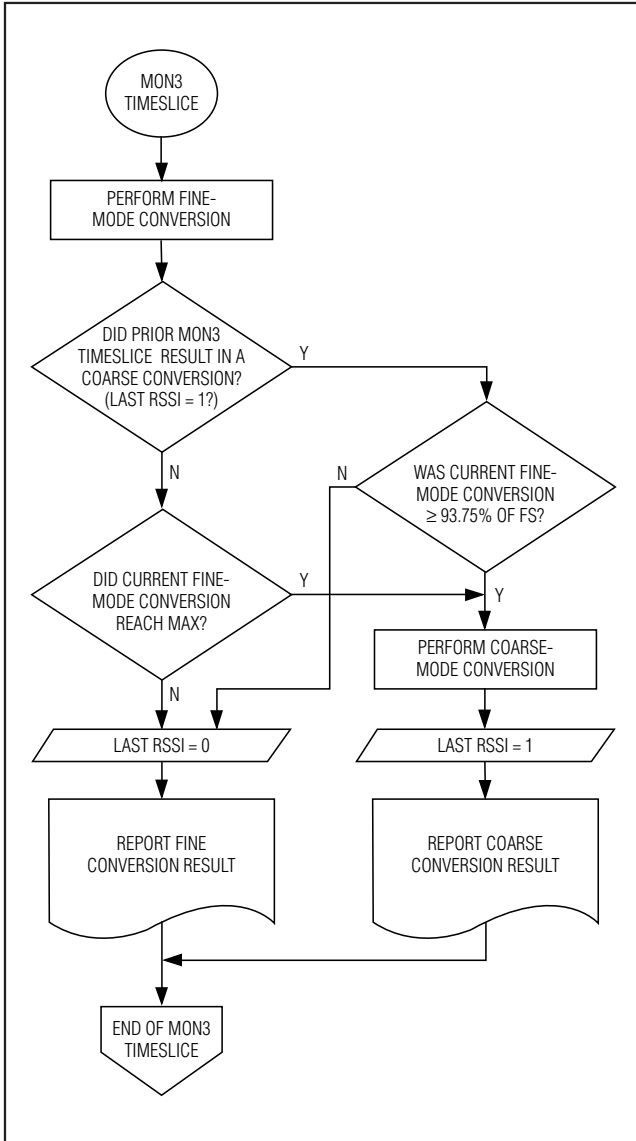 MON3
TIMESLICE
PERFORM FINE-
MODE CONVERSION
DID PRIOR MON3
TIMESLICE RESULT IN A
COARSE CONVERSION?
(LAST RSSI = 1?)
Y
N
N
WAS CURRENT FINE-
MODE CONVERSION
≥ 93.75% OF FS?
DID CURRENT FINE-
MODE CONVERSION
REACH MAX?
Y
Y
N
PERFORM COARSE-
MODE CONVERSION
LAST RSSI = 0
LAST RSSI = 1
REPORT FINE
CONVERSION RESULT
REPORT COARSE
CONVERSION RESULT
END OF MON3
TIMESLICE